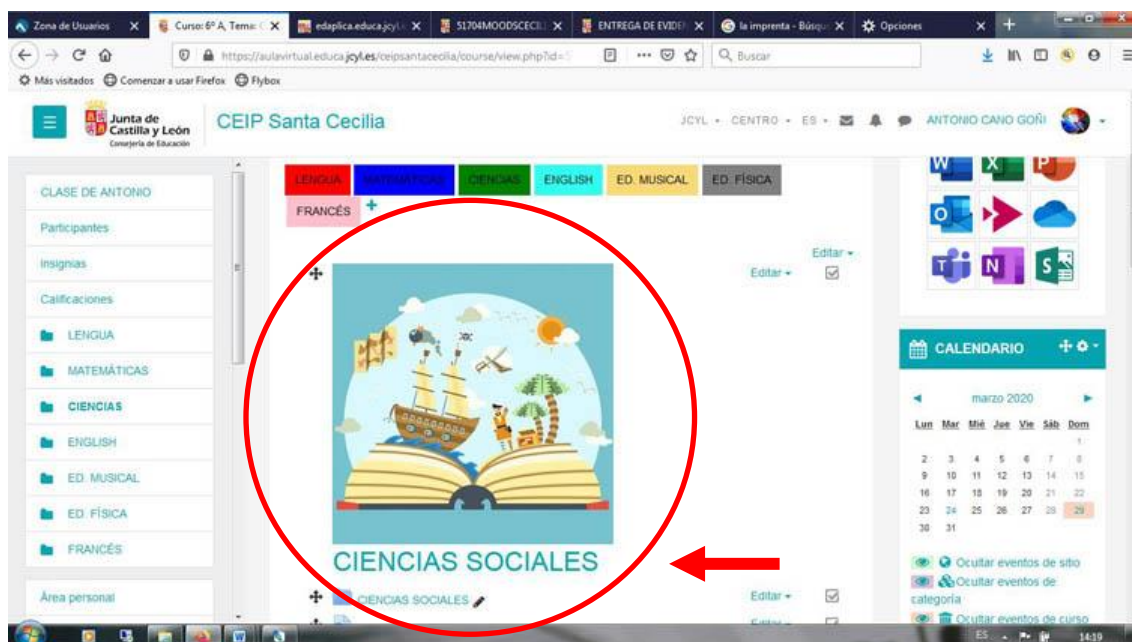 Zona de Usuarios
Curso: 6º A, Tema: C
edaplica.educa.jcyl.
51704MOODSCECIL
ENTREGA DE EVIDEN
la imprenta - Búsqu
Opciones
https://aulavirtual.educa.jcyl.es/ceipsantacecilia/course/view.php?id=5
Buscar
Más visitados
Comenzar a usar Firefox
Flybox
Junta de
Castilla y León
Consejería de Educación
CEIP Santa Cecilia
JCYL
CENTRO
ES
ANTONIO CANO GOÑI
CLASE DE ANTONIO
Participantes
Insignias
Calificaciones
LENGUA
MATEMÁTICAS
CIENCIAS
ENGLISH
ED. MUSICAL
ED. FÍSICA
FRANCÉS
Área personal
LENGUA MATEMÁTICAS CIENCIAS ENGLISH ED. MUSICAL ED. FÍSICA
FRANCÉS +
Editar
Editar
CIENCIAS SOCIALES
CIENCIAS SOCIALES
Editar
Editar
W X P
O
T N S
CALENDARIO
marzo 2020
Lun Mar Mié Jue Vie Sáb Dom
1
2 3 4 5 6 7 8
9 10 11 12 13 14 15
16 17 18 19 20 21 22
23 24 25 26 27 28 29
30 31
Ocultar eventos de sitio
Ocultar eventos de
categoría
Ocultar eventos de curso
ES
14:19